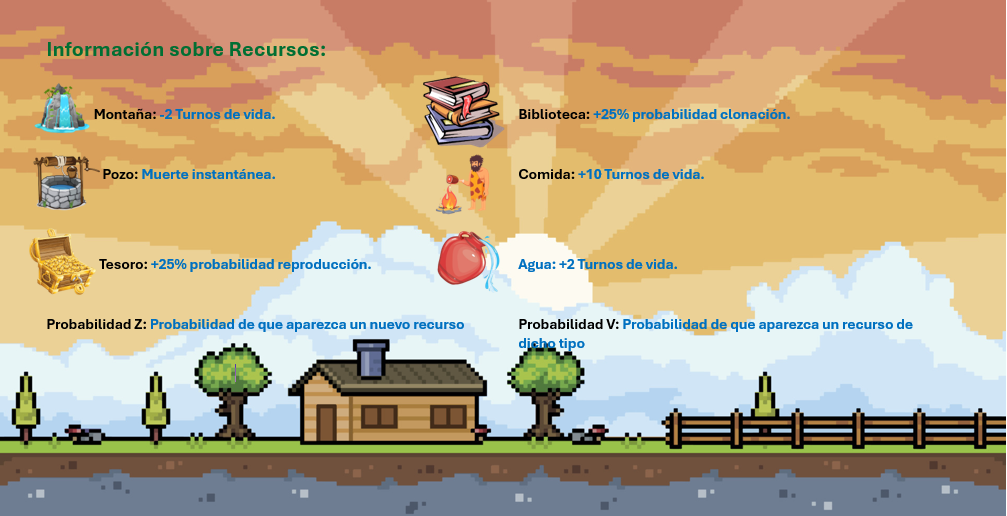 Información sobre Recursos:
Montaña: -2 Turnos de vida.
Biblioteca: +25% probabilidad clonación.
Pozo: Muerte instantánea.
Comida: +10 Turnos de vida.
Tesoro: +25% probabilidad reproducción.
Agua: +2 Turnos de vida.
Probabilidad Z: Probabilidad de que aparezca un nuevo recurso
Probabilidad V: Probabilidad de que aparezca un recurso de
dicho tipo